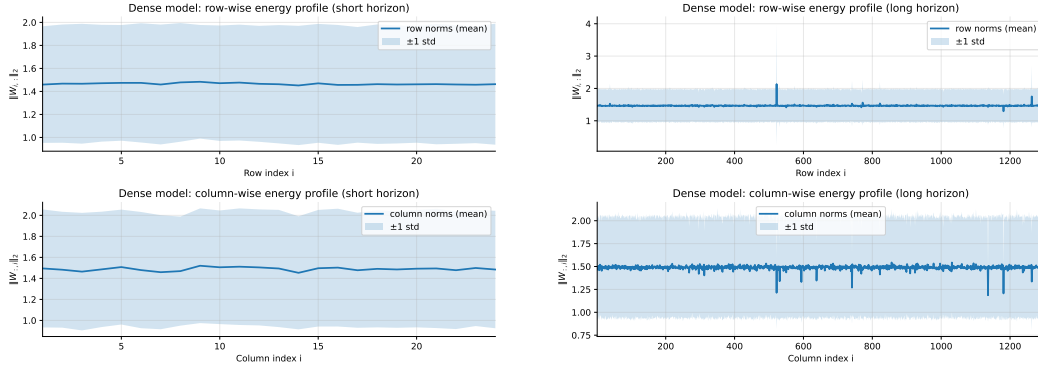 Dense model: row-wise energy profile (short horizon)
2.0
1.8
1.6
1.4
1.2
1.0
‖W_{i,:}‖_2
row norms (mean)
±1 std
5
10
15
20
Row index i
Dense model: row-wise energy profile (long horizon)
4
3
2
1
‖W_{i,:}‖_2
row norms (mean)
±1 std
200
400
600
800
1000
1200
Row index i
Dense model: column-wise energy profile (short horizon)
2.0
1.8
1.6
1.4
1.2
1.0
‖W_{:,i}‖_2
column norms (mean)
±1 std
5
10
15
20
Column index i
Dense model: column-wise energy profile (long horizon)
2.00
1.75
1.50
1.25
1.00
0.75
‖W_{:,i}‖_2
column norms (mean)
±1 std
200
400
600
800
1000
1200
Column index i